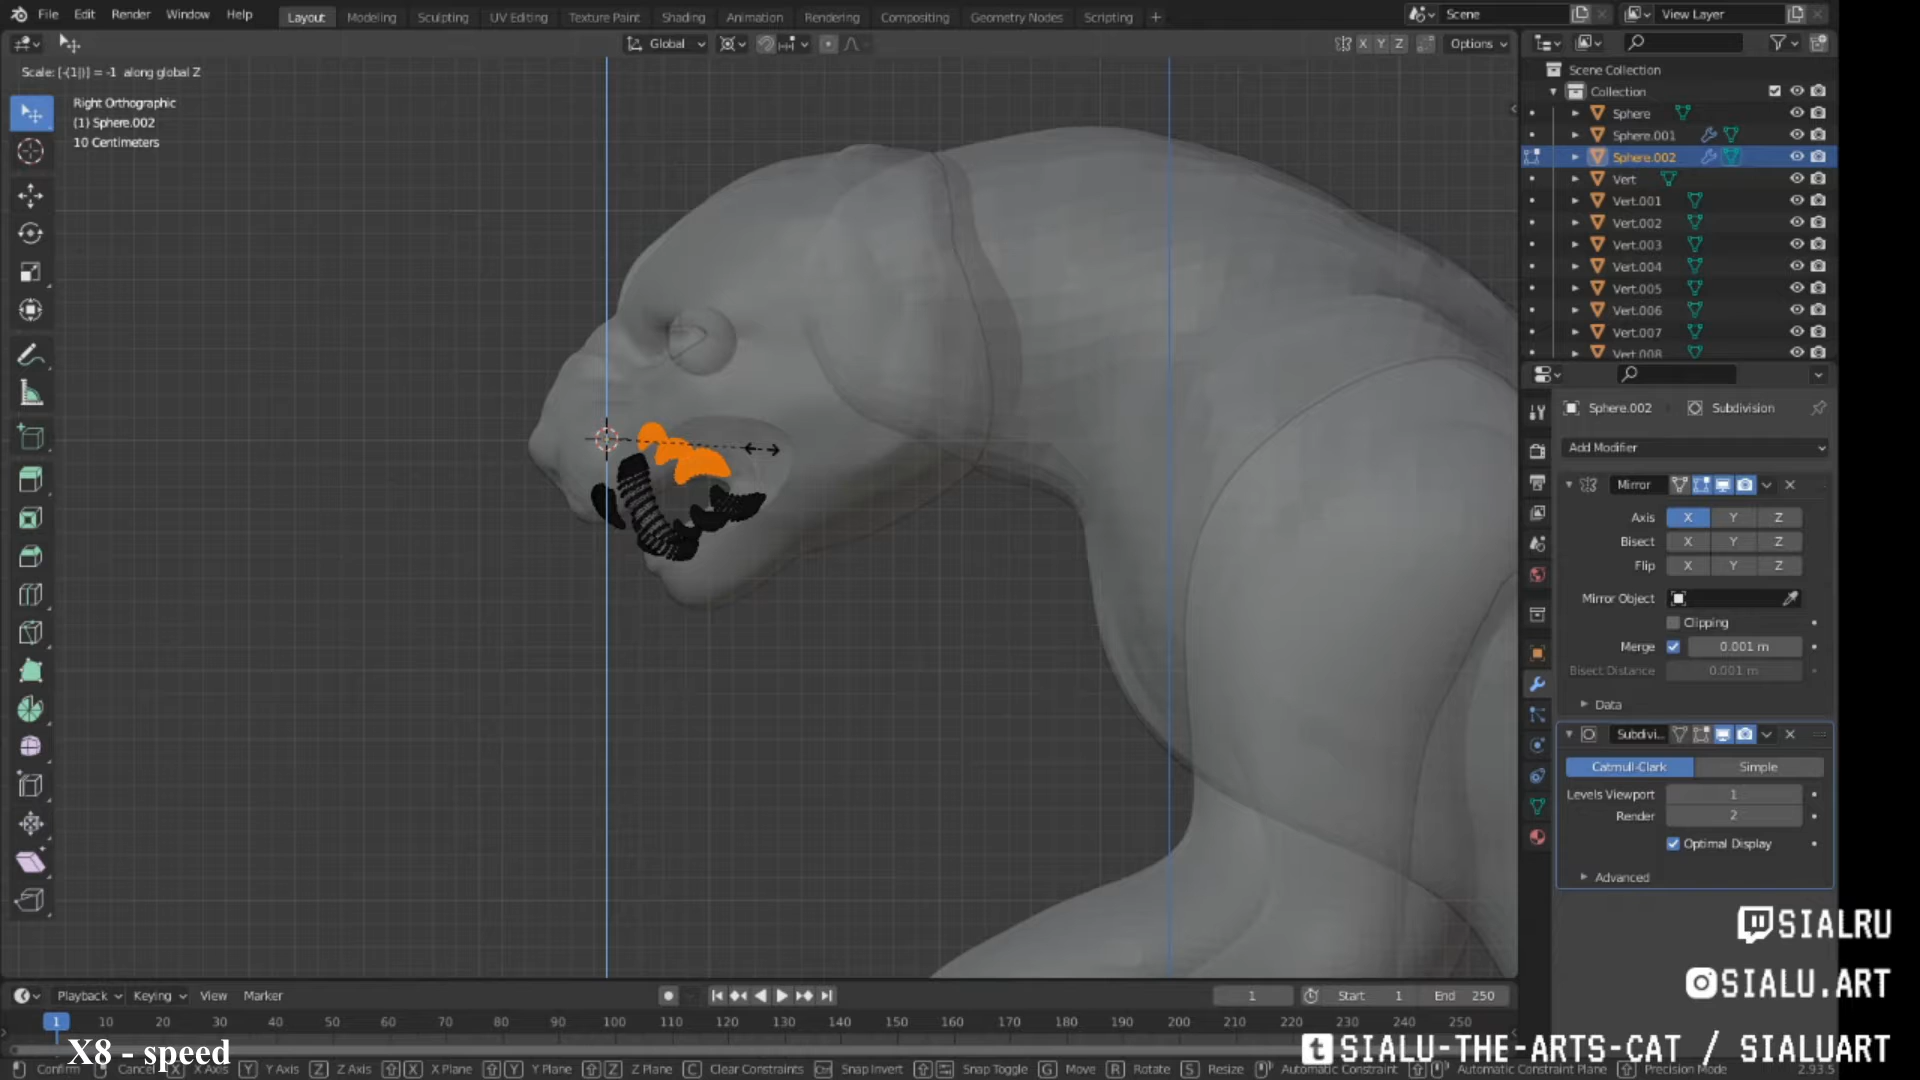 File Edit Render Window Help
Layout Modeling Sculpting UV Editing Texture Paint Shading Animation Rendering Compositing Geometry Nodes Scripting +
Scene
View Layer
Global
X Y Z
Options
Scale: [-(1|)] = -1 along global Z
Right Orthographic
(1) Sphere.002
10 Centimeters
Scene Collection
Collection
Sphere
Sphere.001
Sphere.002
Vert
Vert.001
Vert.002
Vert.003
Vert.004
Vert.005
Vert.006
Vert.007
Vert.008
Sphere.002
Subdivision
Add Modifier
Mirror
Axis X Y Z
Bisect X Y Z
Flip X Y Z
Mirror Object
Clipping
Merge 0.001 m
Bisect Distance 0.001 m
Data
Subdivi...
Catmull-Clark Simple
Levels Viewport 1
Render 2
Optimal Display
Advanced
SIALRU
SIALU.ART
SIALU-THE-ARTS-CAT / SIALUART
Playback Keying View Marker
1 Start 1 End 250
1 10 20 30 40 50 60 70 80 90 100 110 120 130 140 150 160 170 180 190 200 210 220 230 240 250
X8 - speed
Confirm Cancel X X Axis Y Y Axis Z Z Axis X X Plane Y Y Plane Z Z Plane C Clear Constraints Snap Invert Snap Toggle G Move R Rotate S Resize Automatic Constraint Automatic Constraint Plane Precision Mode 2.93.5